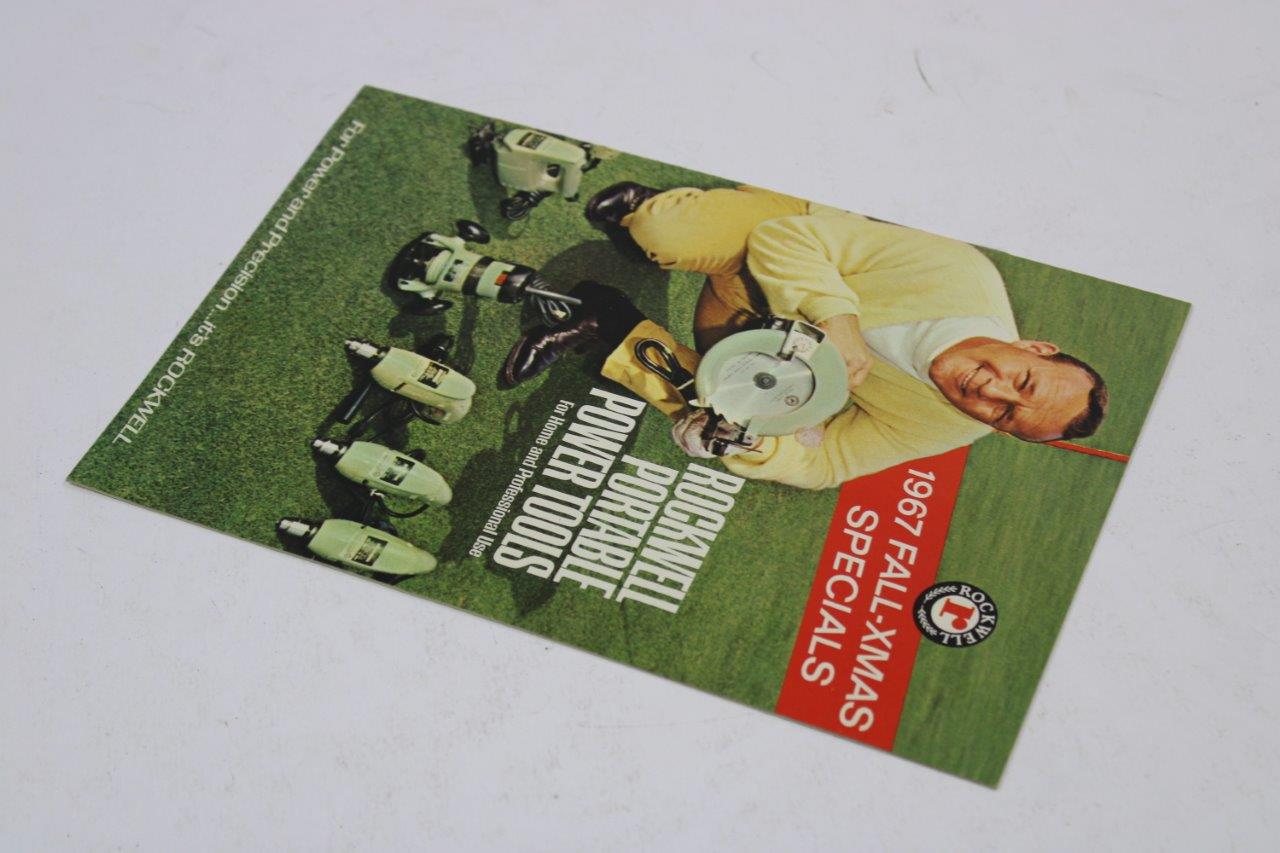 1967 FALL-XMAS
SPECIALS
ROCKWELL
r
ROCKWELL
PORTABLE
POWER TOOLS
For Home and Professional Use
For Power and Precision...it's ROCKWELL